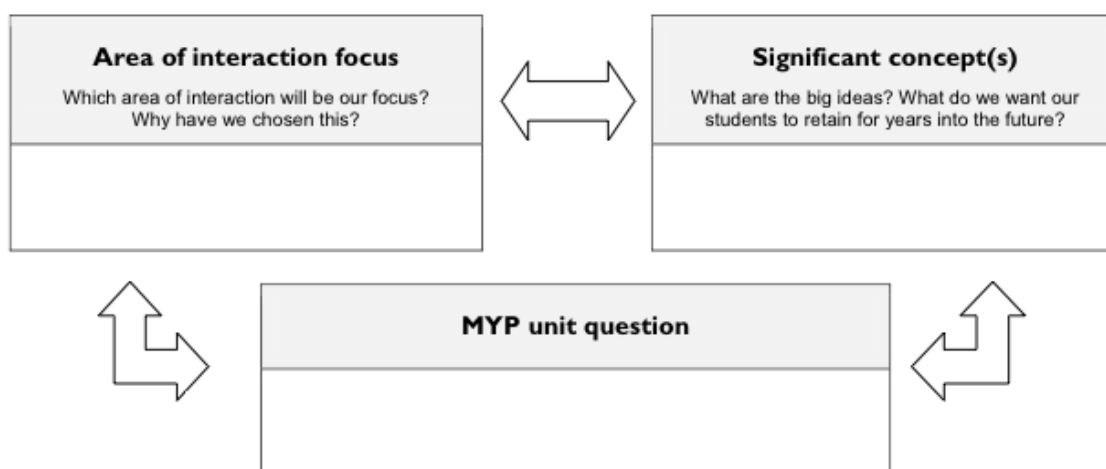 Area of interaction focus
Which area of interaction will be our focus?
Why have we chosen this?
Significant concept(s)
What are the big ideas? What do we want our
students to retain for years into the future?
MYP unit question